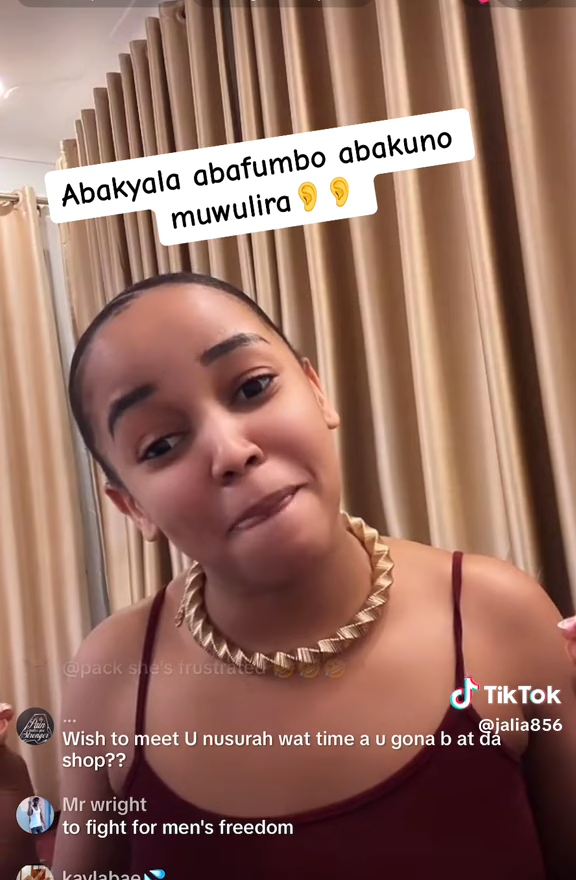 Abakyala abafumbo abakuno
muwulira👂👂
@pack she's frustrated 🤣🤣🤣
TikTok
...
@jalia856
Wish to meet U nusurah wat time a u gona b at da
shop??
Mr wright
to fight for men's freedom
kaylabae💦